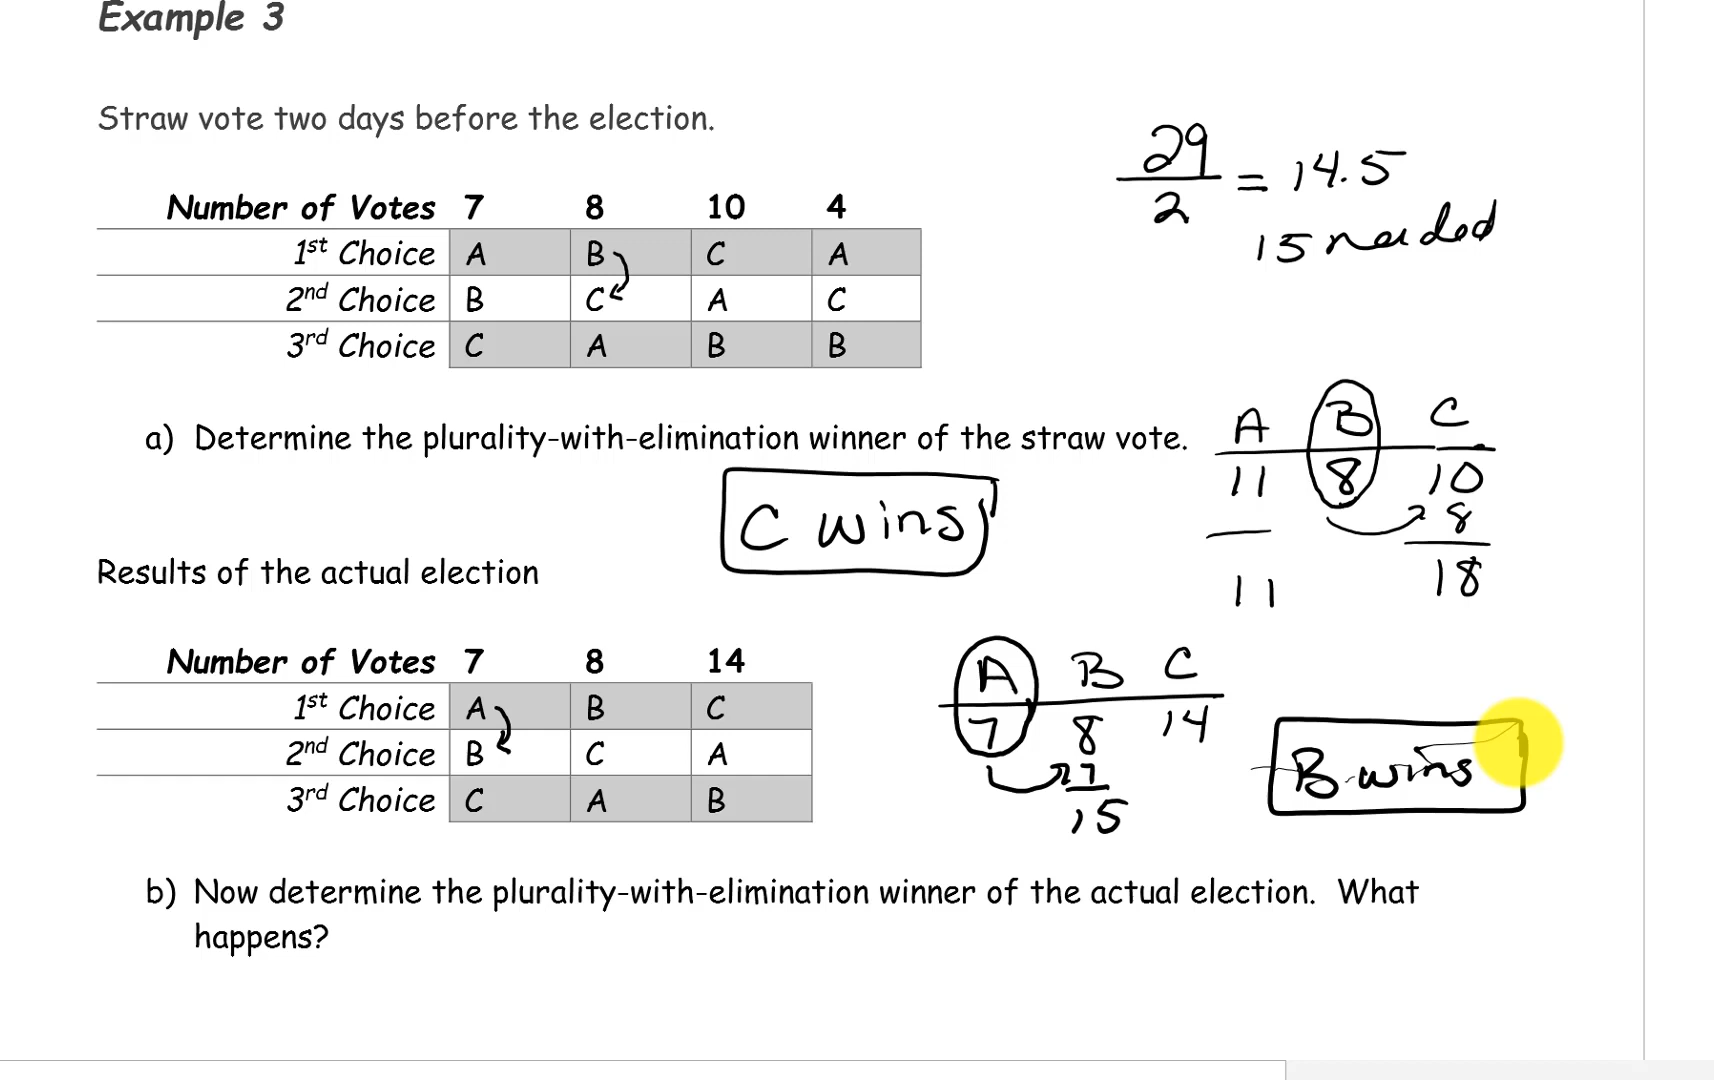 Example 3
Straw vote two days before the election.
29
2
= 14.5
15 needed
Number of Votes 7 8 10 4
1st Choice A B C A
2nd Choice B C A C
3rd Choice C A B B
a) Determine the plurality-with-elimination winner of the straw vote.
A B C
11 8 10
8
11 18
C wins
Results of the actual election
Number of Votes 7 8 14
1st Choice A B C
2nd Choice B C A
3rd Choice C A B
A B C
7 8 14
7
15
B wins
b) Now determine the plurality-with-elimination winner of the actual election. What
happens?